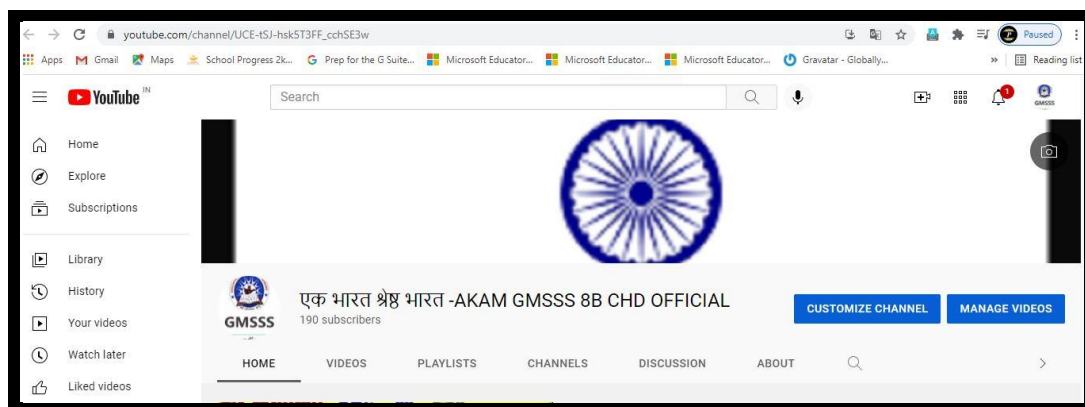 youtube.com/channel/UCE-tSJ-hsk5T3FF_cchSE3w Paused
Apps Gmail Maps School Progress 2k... Prep for the G Suite... Microsoft Educator... Microsoft Educator... Microsoft Educator... Gravatar - Globally... » Reading list
YouTube IN Search 1 GMSSS
Home
Explore
Subscriptions
Library
History
Your videos
Watch later
Liked videos
GMSSS
एक भारत श्रेष्ठ भारत -AKAM GMSSS 8B CHD OFFICIAL
190 subscribers
CUSTOMIZE CHANNEL MANAGE VIDEOS
HOME VIDEOS PLAYLISTS CHANNELS DISCUSSION ABOUT